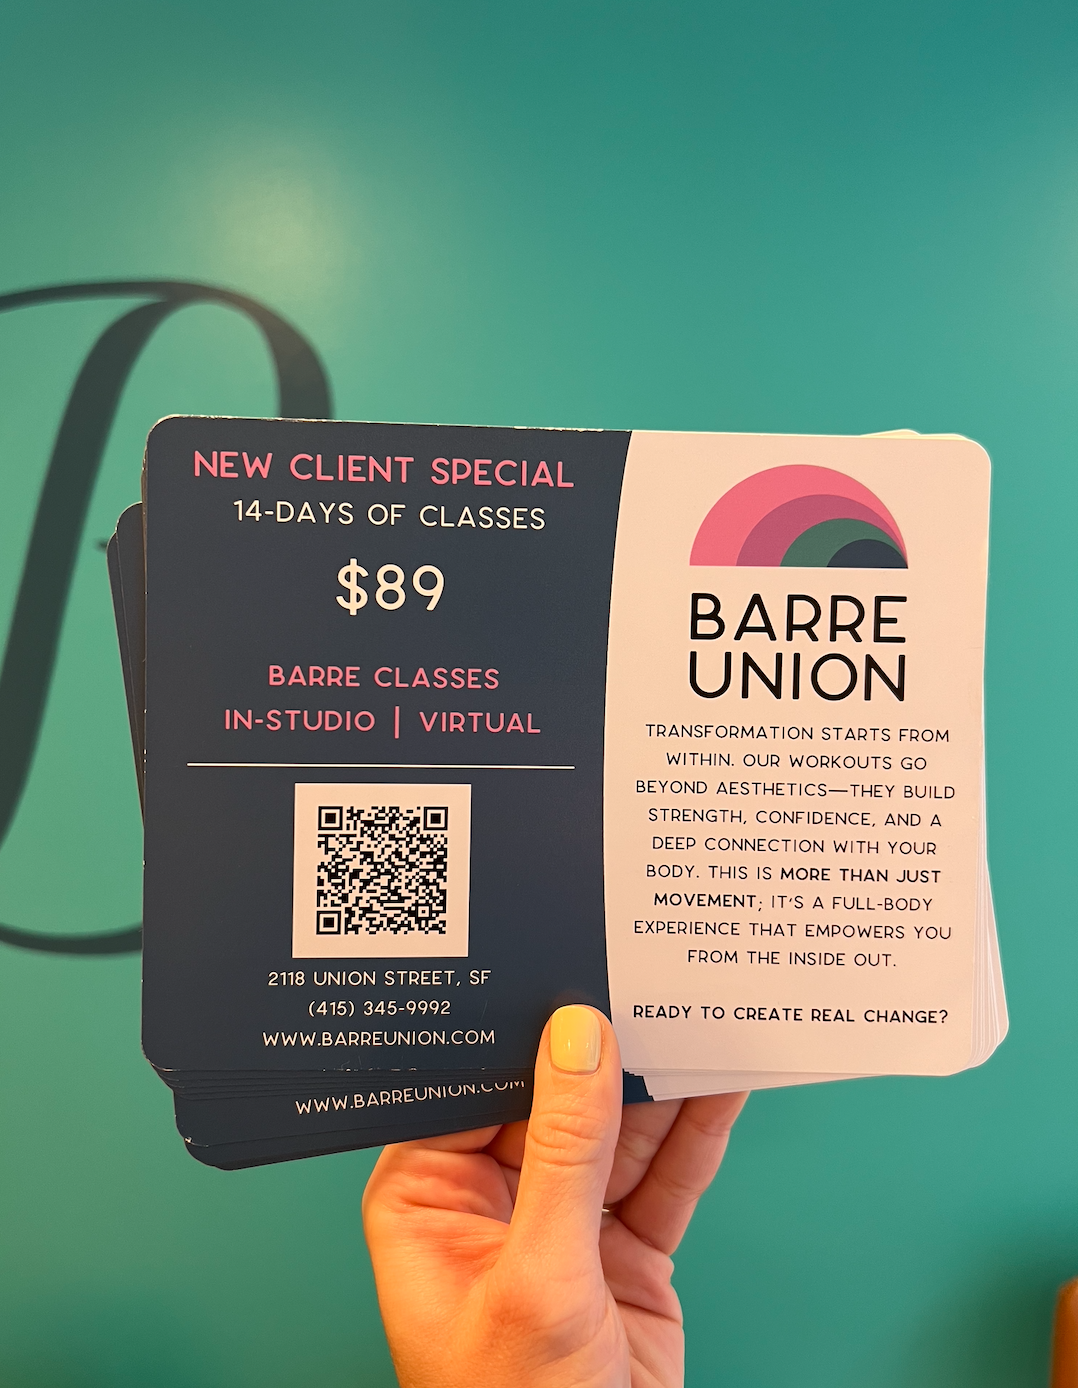 NEW CLIENT SPECIAL
14-DAYS OF CLASSES
$89
BARRE CLASSES
IN-STUDIO | VIRTUAL
2118 UNION STREET, SF
(415) 345-9992
WWW.BARREUNION.COM
WWW.BARREUNION.COM
BARRE
UNION
TRANSFORMATION STARTS FROM
WITHIN. OUR WORKOUTS GO
BEYOND AESTHETICS—THEY BUILD
STRENGTH, CONFIDENCE, AND A
DEEP CONNECTION WITH YOUR
BODY. THIS IS MORE THAN JUST
MOVEMENT; IT'S A FULL-BODY
EXPERIENCE THAT EMPOWERS YOU
FROM THE INSIDE OUT.
READY TO CREATE REAL CHANGE?